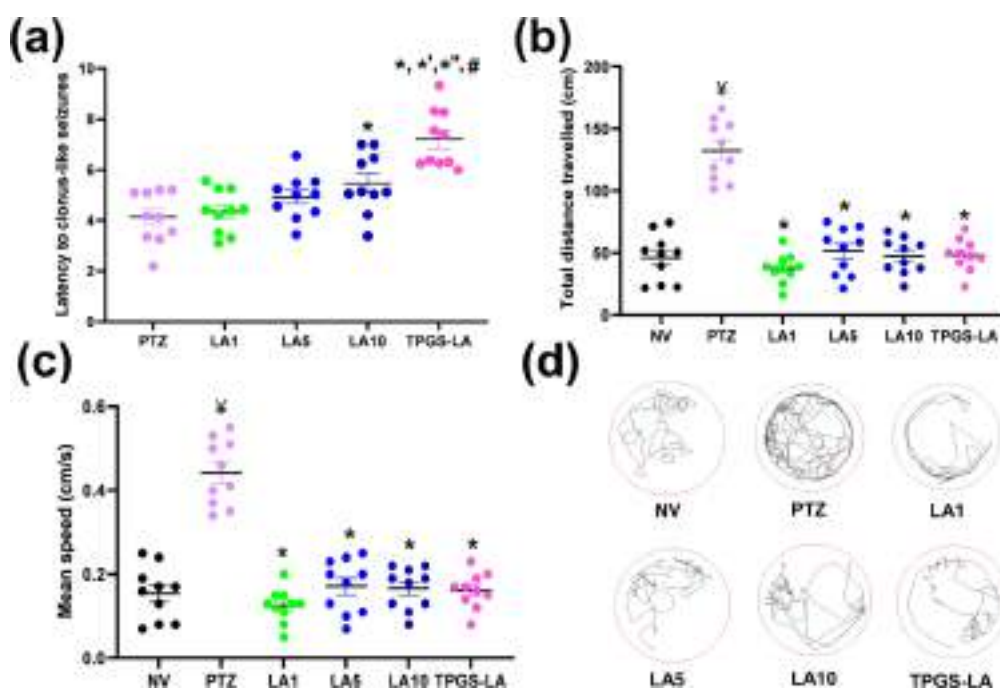 (a)
*, *', *", #
*
Latency to clonus-like seizures
10
8
6
4
2
0
PTZ LA1 LA5 LA10 TPGS-LA
(b)
¥
* * * *
Total distance travelled (cm)
200
150
100
50
0
NV PTZ LA1 LA5 LA10 TPGS-LA
(c)
¥
* * * *
Mean speed (cm/s)
0.6
0.4
0.2
0.0
NV PTZ LA1 LA5 LA10 TPGS-LA
(d)
NV PTZ LA1
LA5 LA10 TPGS-LA